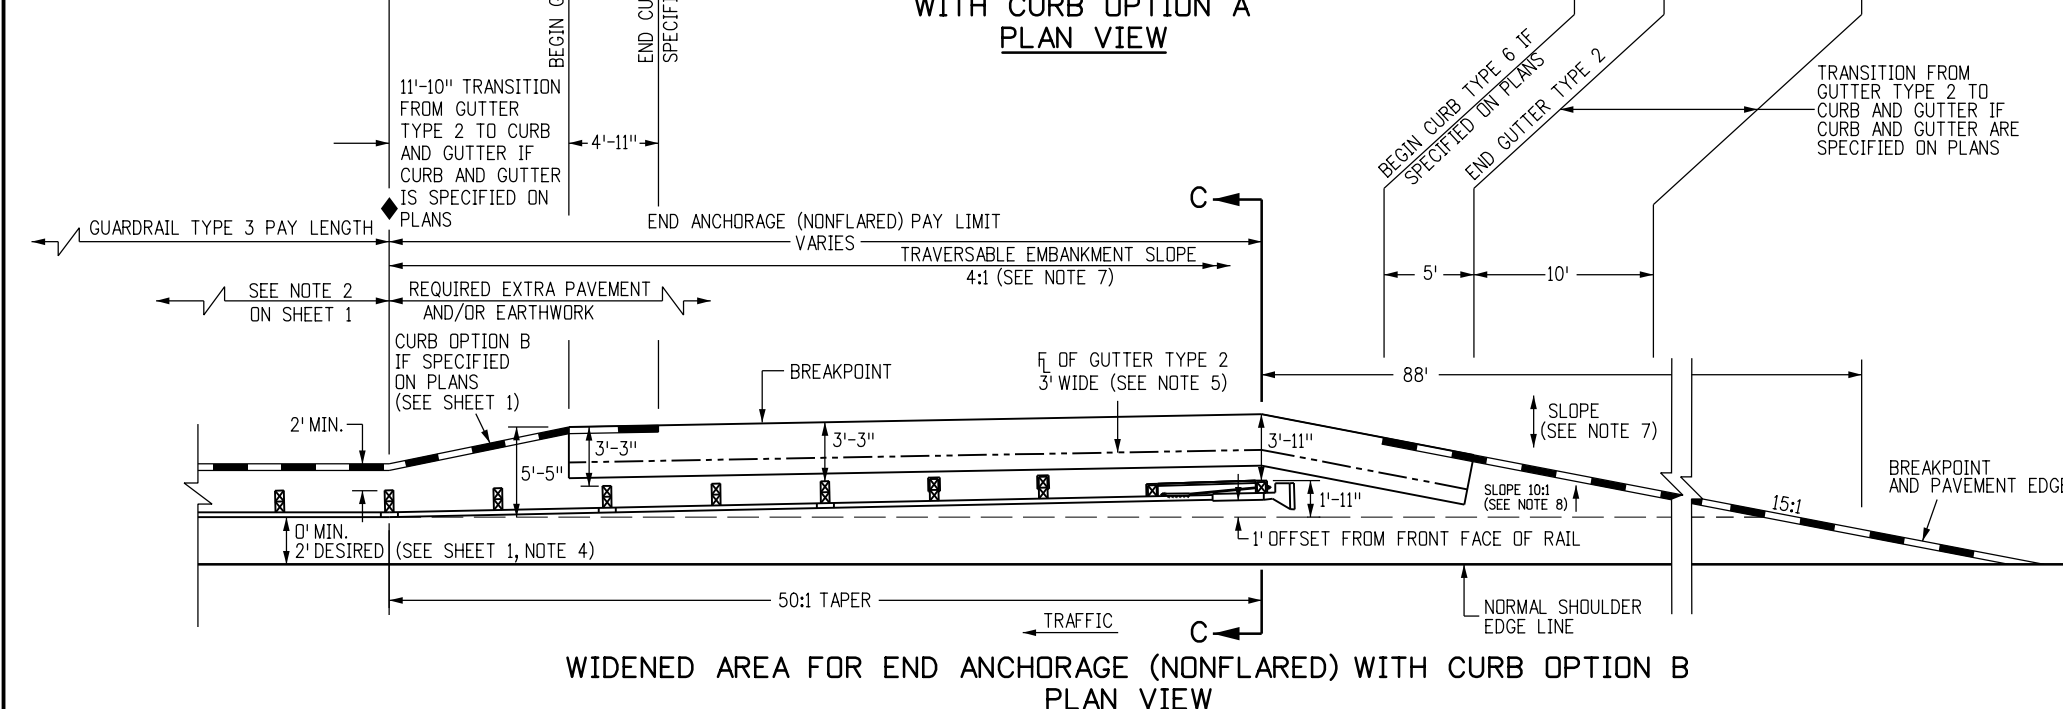 WITH CURB OPTION A
PLAN VIEW
BEGIN G
END CU
SPECIFI
11'-10" TRANSITION
FROM GUTTER
TYPE 2 TO CURB
AND GUTTER IF
CURB AND GUTTER
IS SPECIFIED ON
PLANS
4'-11"
BEGIN CURB TYPE 6 IF
SPECIFIED ON PLANS
END GUTTER TYPE 2
TRANSITION FROM
GUTTER TYPE 2 TO
CURB AND GUTTER IF
CURB AND GUTTER ARE
SPECIFIED ON PLANS
C
GUARDRAIL TYPE 3 PAY LENGTH
END ANCHORAGE (NONFLARED) PAY LIMIT
VARIES
TRAVERSABLE EMBANKMENT SLOPE
4:1 (SEE NOTE 7)
5'
10'
SEE NOTE 2
ON SHEET 1
REQUIRED EXTRA PAVEMENT
AND/OR EARTHWORK
CURB OPTION B
IF SPECIFIED
ON PLANS
(SEE SHEET 1)
BREAKPOINT
FL OF GUTTER TYPE 2
3' WIDE (SEE NOTE 5)
88'
2' MIN.
5'-5"
3'-3"
3'-3"
3'-11"
SLOPE
(SEE NOTE 7)
SLOPE 10:1
(SEE NOTE 8)
1'-11"
BREAKPOINT
AND PAVEMENT EDGE
15:1
0' MIN.
2' DESIRED (SEE SHEET 1, NOTE 4)
1' OFFSET FROM FRONT FACE OF RAIL
50:1 TAPER
TRAFFIC
C
NORMAL SHOULDER
EDGE LINE
WIDENED AREA FOR END ANCHORAGE (NONFLARED) WITH CURB OPTION B
PLAN VIEW